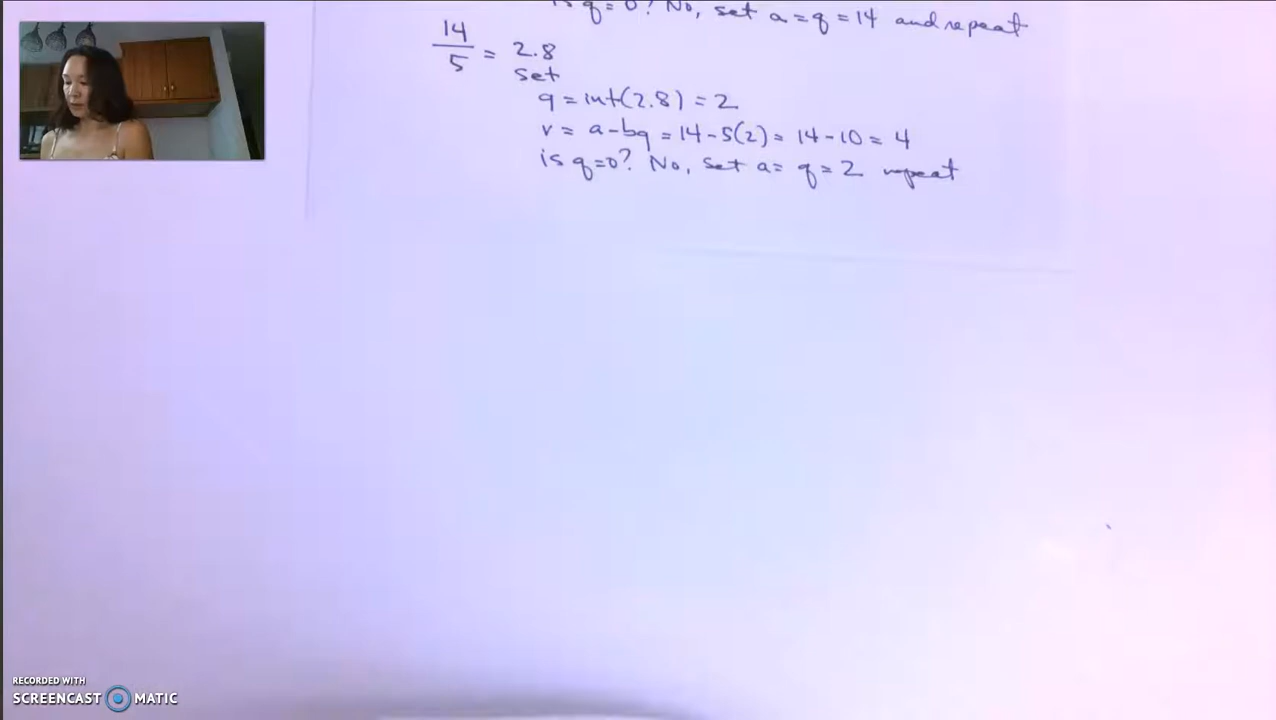 is q=0? No, set a=q=14 and repeat
14/5 = 2.8
set
q = int(2.8) = 2
r = a-bq = 14-5(2) = 14-10 = 4
is q=0? No, set a= q=2 repeat
RECORDED WITH
SCREENCAST MATIC